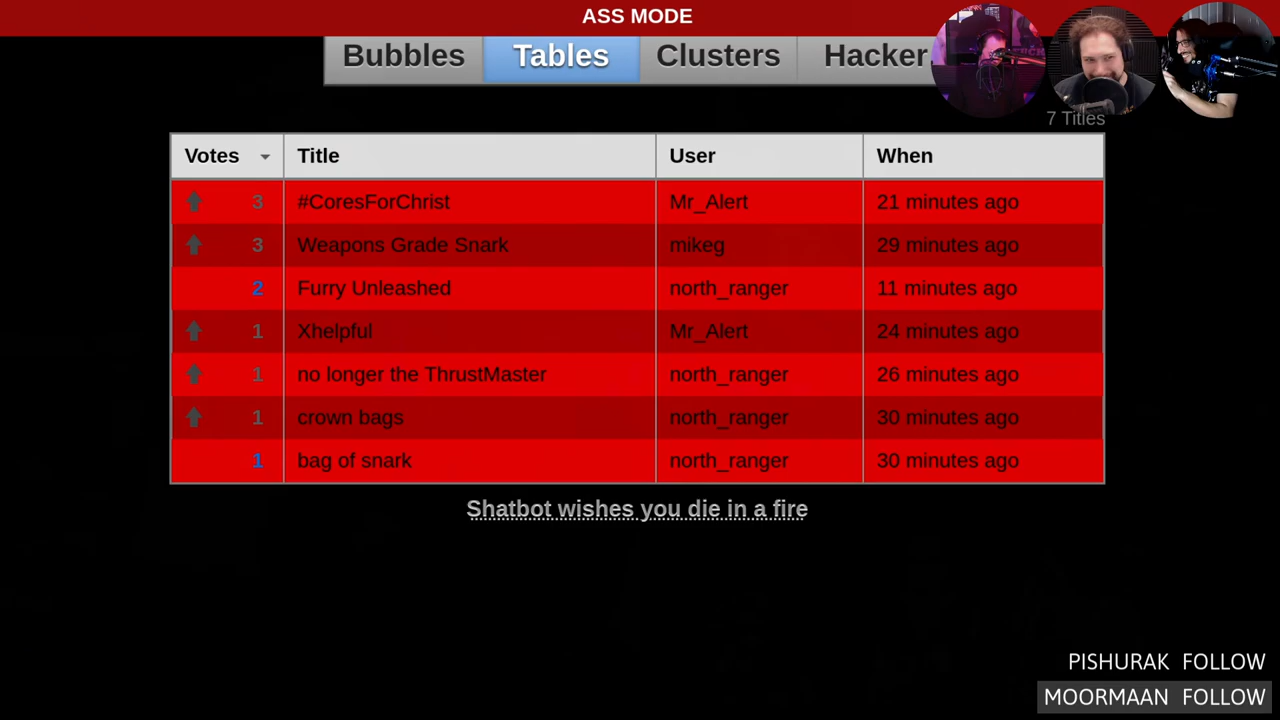 ASS MODE
Bubbles Tables Clusters Hacker
7 Titles
Votes Title User When
3 #CoresForChrist Mr_Alert 21 minutes ago
3 Weapons Grade Snark mikeg 29 minutes ago
2 Furry Unleashed north_ranger 11 minutes ago
1 Xhelpful Mr_Alert 24 minutes ago
1 no longer the ThrustMaster north_ranger 26 minutes ago
1 crown bags north_ranger 30 minutes ago
1 bag of snark north_ranger 30 minutes ago
Shatbot wishes you die in a fire
PISHURAK FOLLOW
MOORMAAN FOLLOW